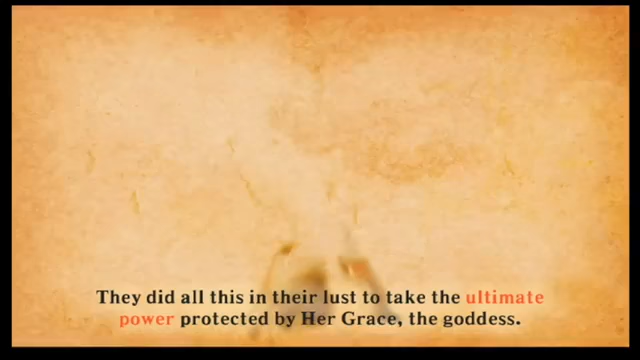 They did all this in their lust to take the ultimate
power protected by Her Grace, the goddess.